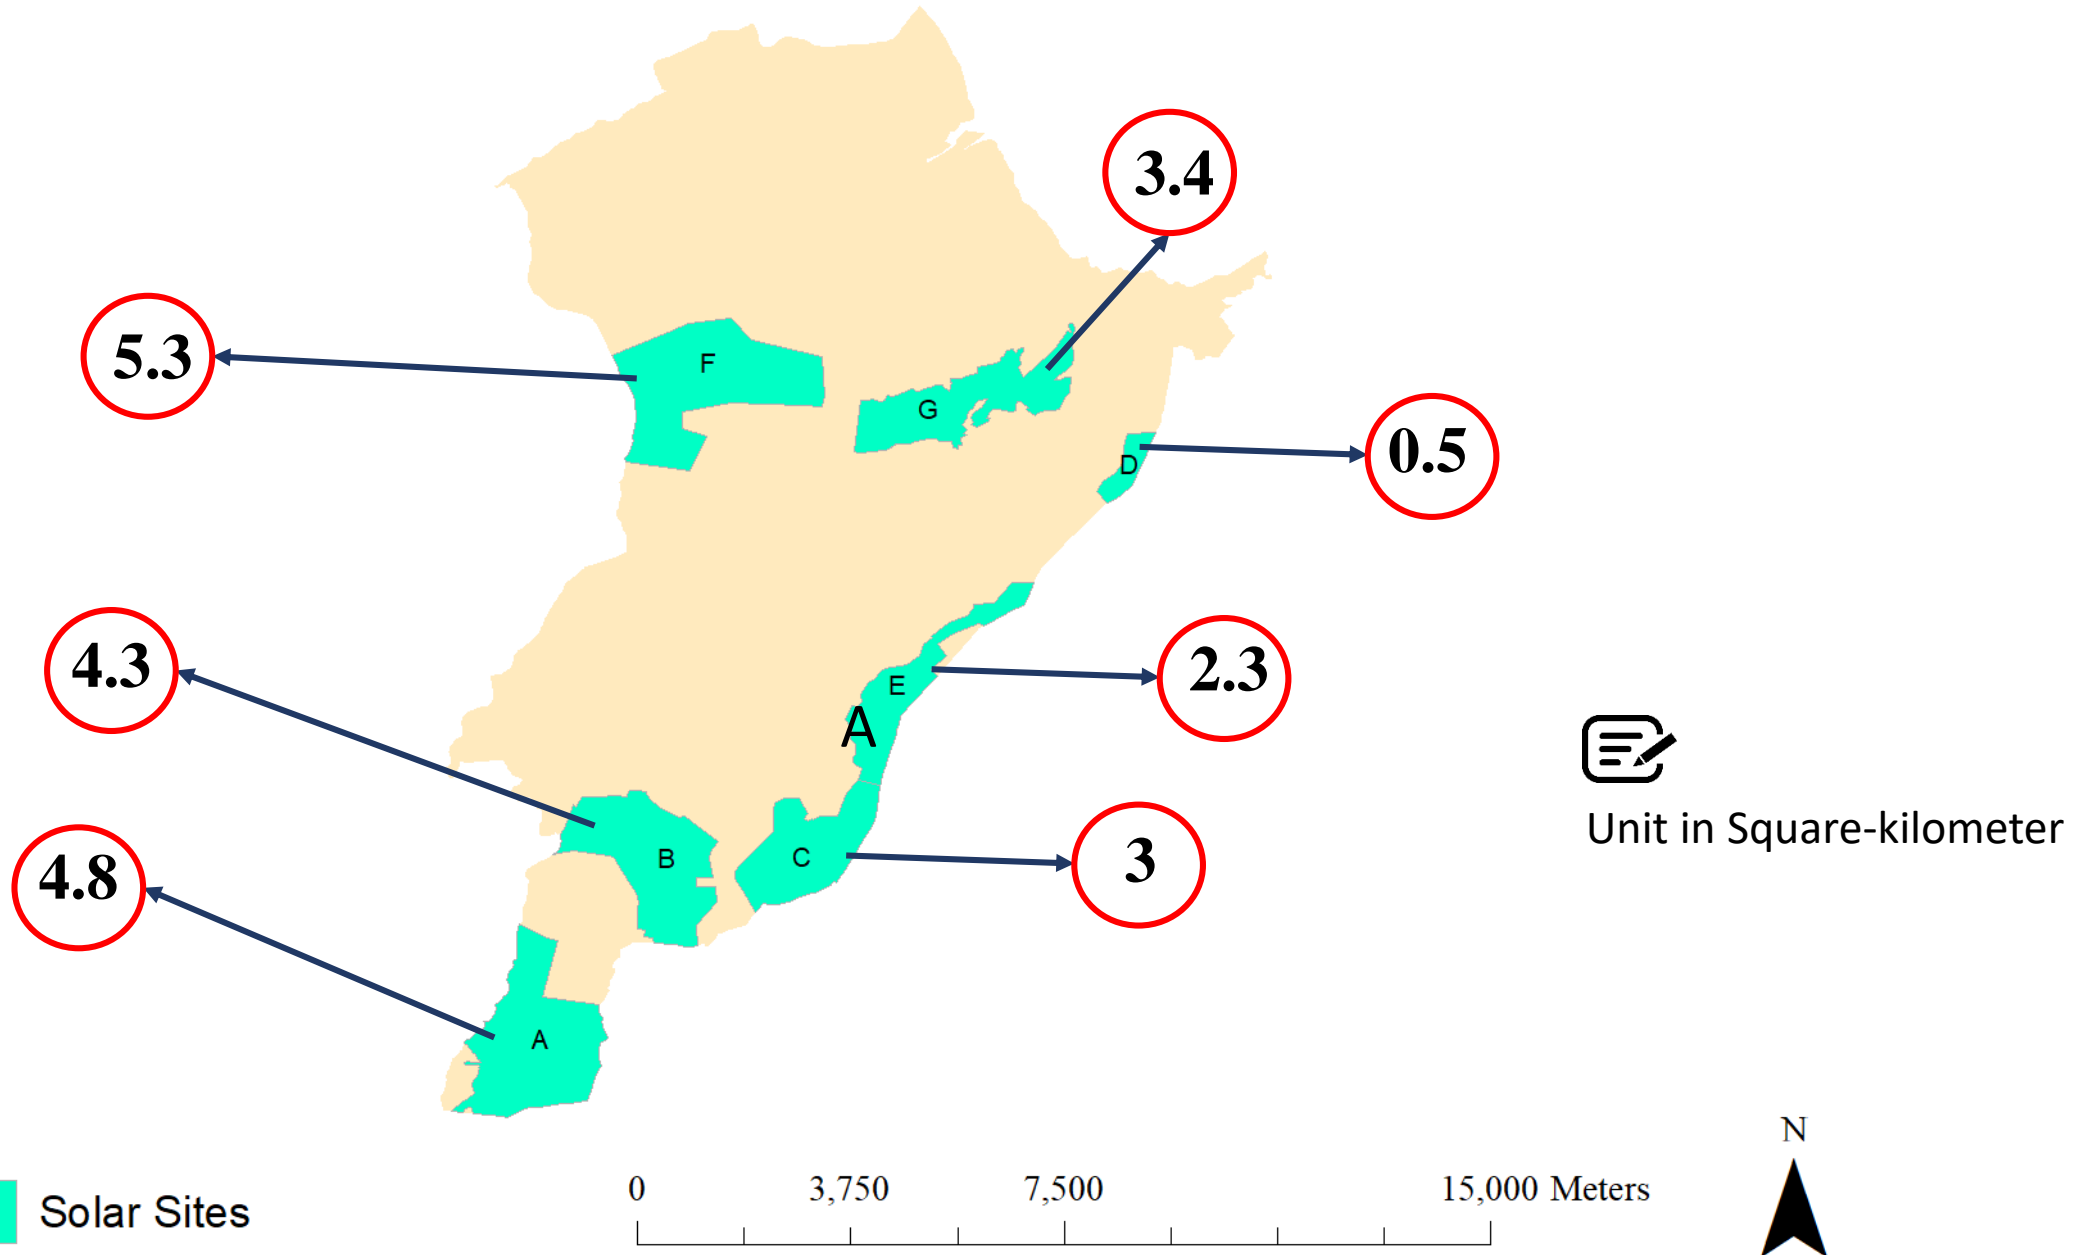 3.4
5.3
F
G
0.5
D
4.3
2.3
E
A
4.8
B
C
3
Unit in Square-kilometer
A
N
Solar Sites
0
3,750
7,500
15,000 Meters